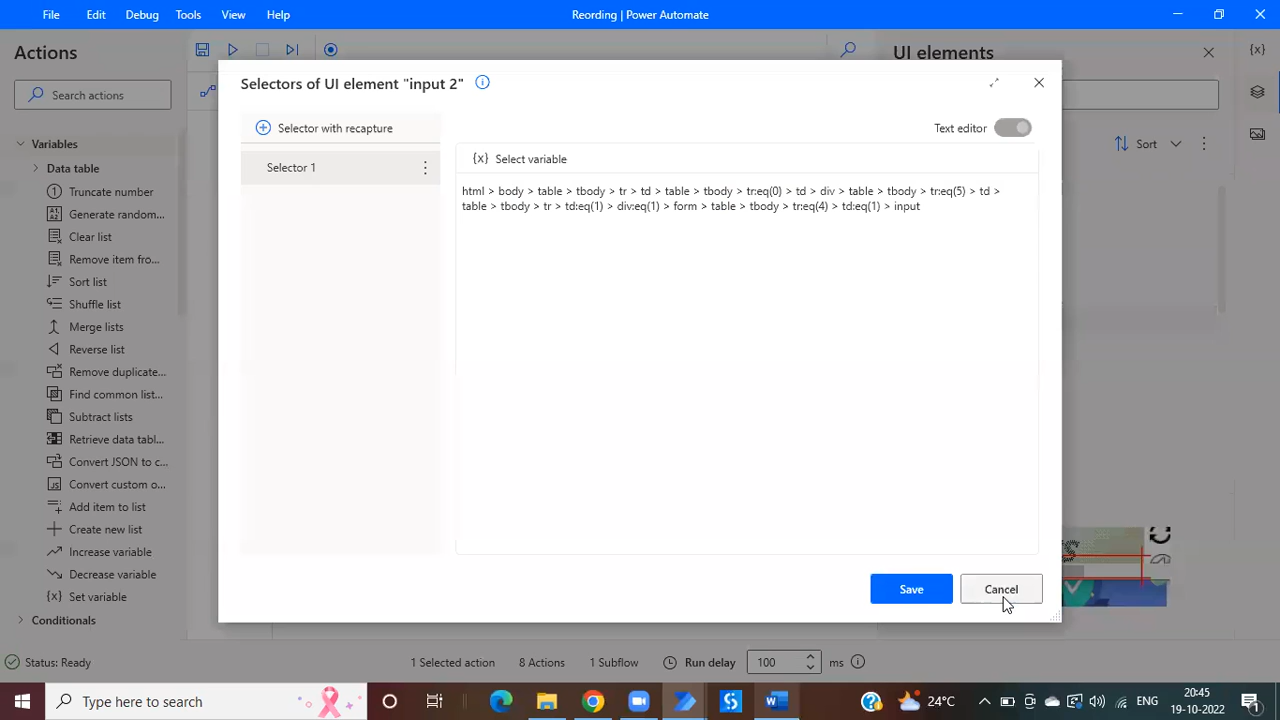 File Edit Debug Tools View Help
Reording | Power Automate
Actions
Search actions
Variables
Data table
Truncate number
Generate random...
Clear list
Remove item fro...
Sort list
Shuffle list
Merge lists
Reverse list
Remove duplicate...
Find common list...
Subtract lists
Retrieve data tabl...
Convert JSON to c...
Convert custom o...
Add item to list
Create new list
Increase variable
Decrease variable
Set variable
Conditionals
Selectors of UI element "input 2"
Selector with recapture
Selector 1
Text editor
{x} Select variable
html > body > table > tbody > tr > td > table > tbody > tr:eq(0) > td > div > table > tbody > tr:eq(5) > td >
table > tbody > tr > td:eq(1) > div:eq(1) > form > table > tbody > tr:eq(4) > td:eq(1) > input
Save Cancel
UI elements
{x}
Sort
Status: Ready 1 Selected action 8 Actions 1 Subflow Run delay 100 ms
Type here to search
24°C ENG 20:45
19-10-2022
1